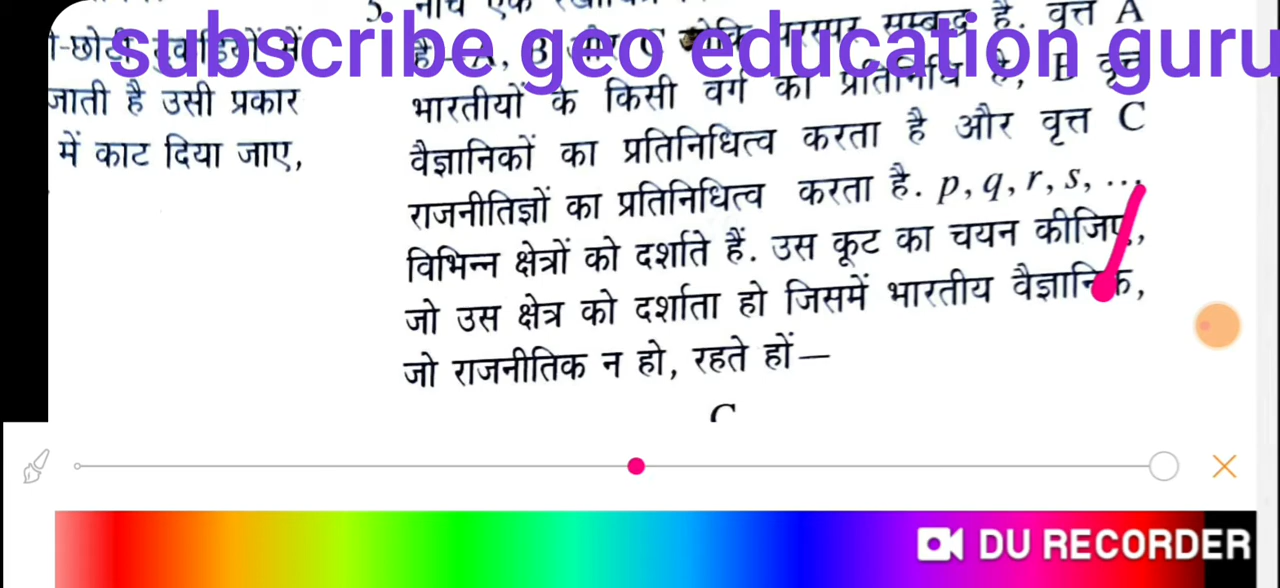 subscribe geo education guru
जाती है उसी प्रकार
में काट दिया जाए,
भारतीयों के किसी वर्ग का प्रतिनिधि है, B वृत्त
वैज्ञानिकों का प्रतिनिधित्व करता है और वृत्त C
राजनीतिज्ञों का प्रतिनिधित्व करता है. p, q, r, s, ...
विभिन्न क्षेत्रों को दर्शाते हैं. उस कूट का चयन कीजिए,
जो उस क्षेत्र को दर्शाता हो जिसमें भारतीय वैज्ञानिक,
जो राजनीतिक न हो, रहते हों—
C
DU RECORDER